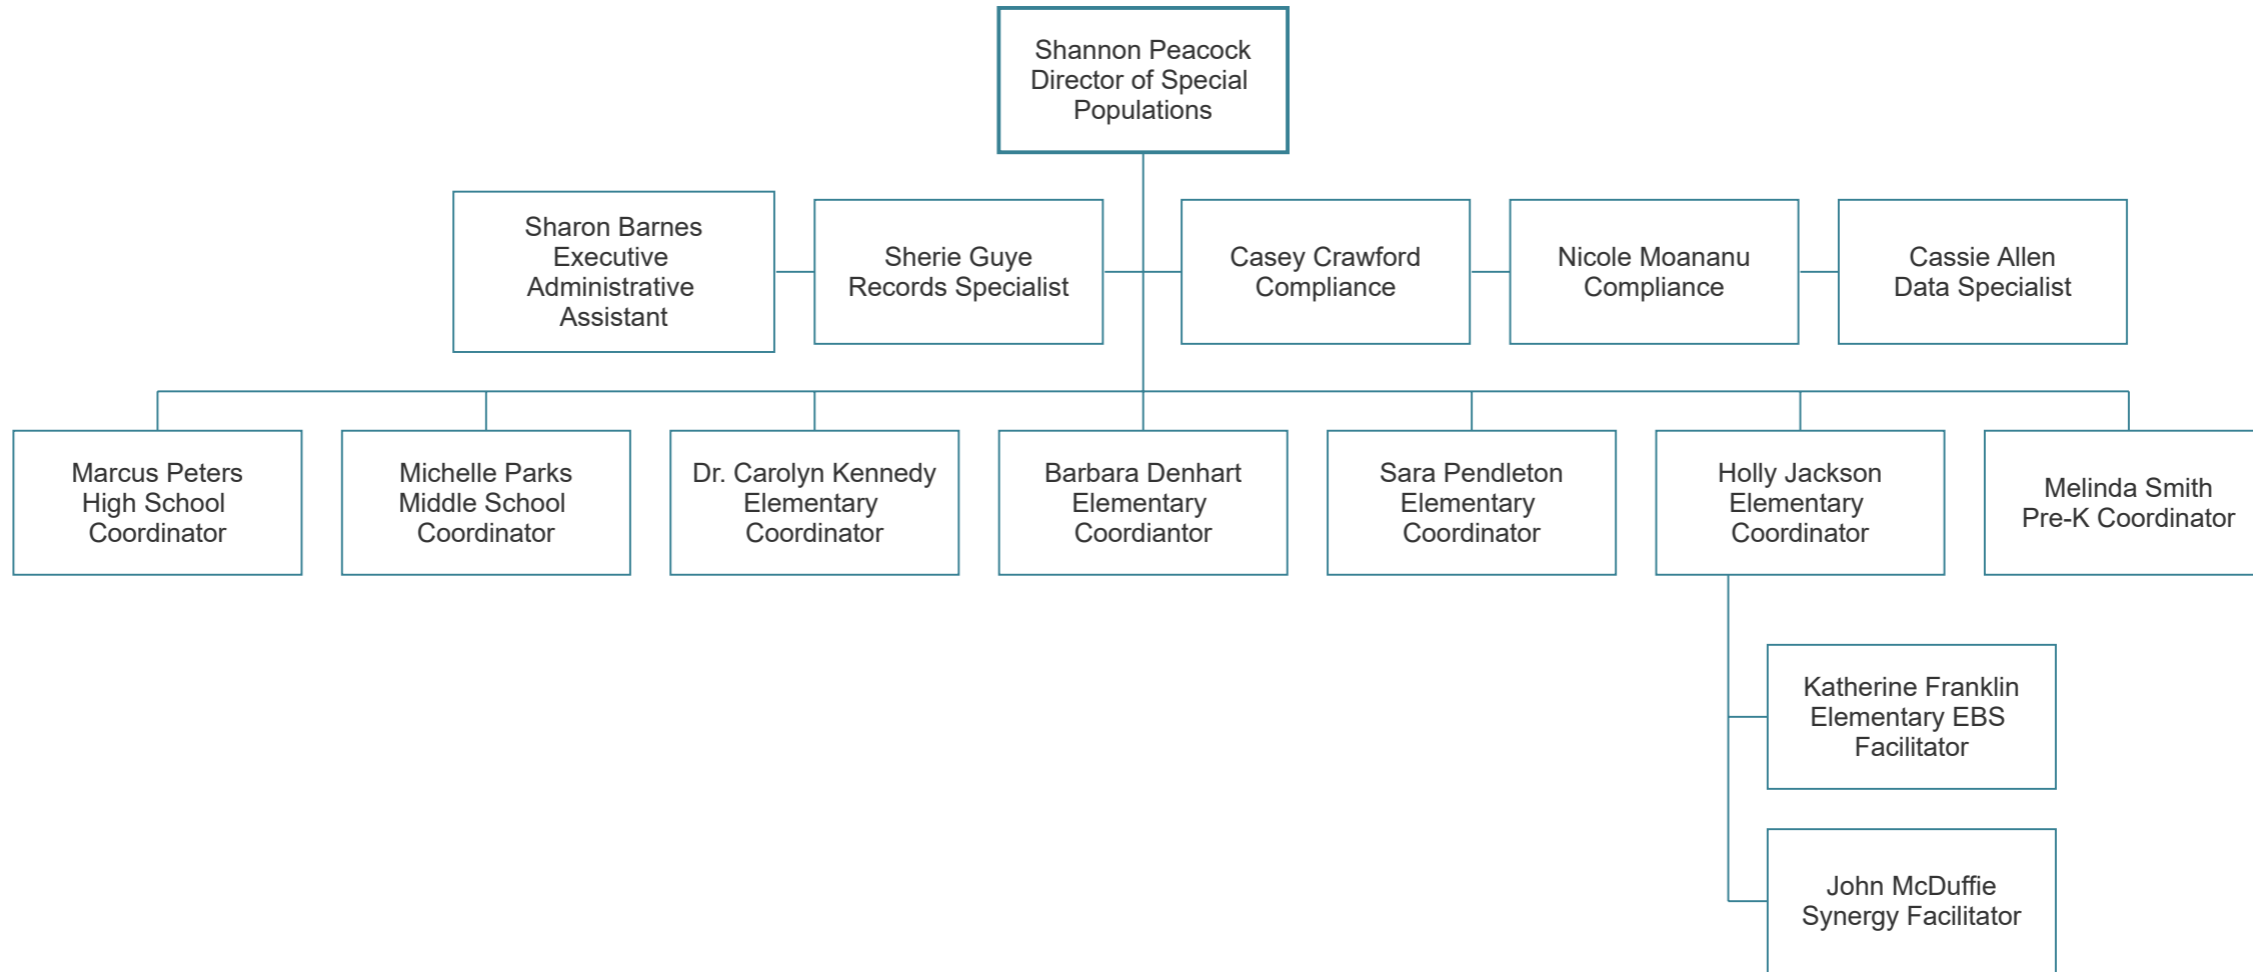 Shannon Peacock
Director of Special
Populations
Sharon Barnes
Executive
Administrative
Assistant
Sherie Guye
Records Specialist
Casey Crawford
Compliance
Nicole Moananu
Compliance
Cassie Allen
Data Specialist
Marcus Peters
High School
Coordinator
Michelle Parks
Middle School
Coordinator
Dr. Carolyn Kennedy
Elementary
Coordinator
Barbara Denhart
Elementary
Coordiantor
Sara Pendleton
Elementary
Coordinator
Holly Jackson
Elementary
Coordinator
Melinda Smith
Pre-K Coordinator
Katherine Franklin
Elementary EBS
Facilitator
John McDuffie
Synergy Facilitator